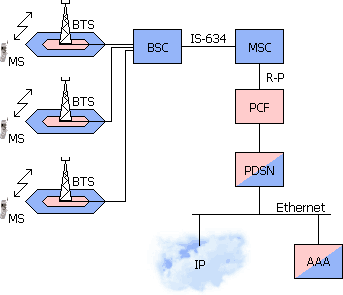 BTS
MS
BSC
IS-634
MSC
R-P
BTS
MS
PCF
BTS
MS
PDSN
Ethernet
IP
AAA